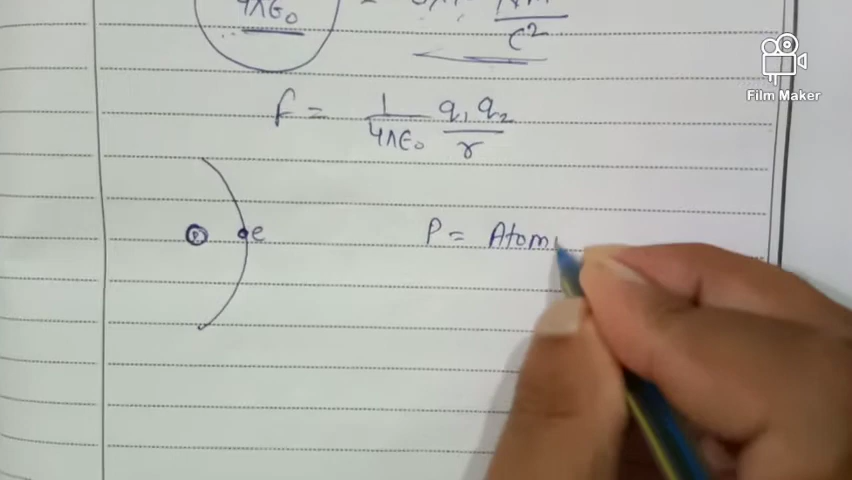 4πε₀ =
C²
Film Maker
F = 1/4πε₀ q₁q₂/r
P e
P = Atom